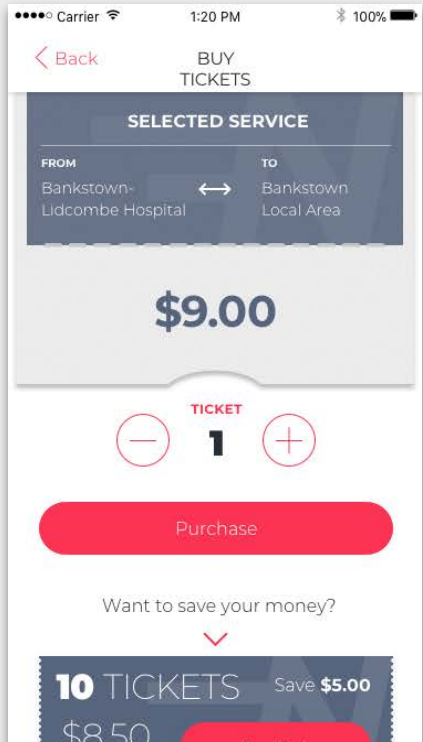 Carrier 1:20 PM 100%
Back BUY
TICKETS
SELECTED SERVICE
FROM TO
Bankstown- Bankstown
Lidcombe Hospital Local Area
$9.00
TICKET
1
Purchase
Want to save your money?
10 TICKETS Save $5.00
$8.50